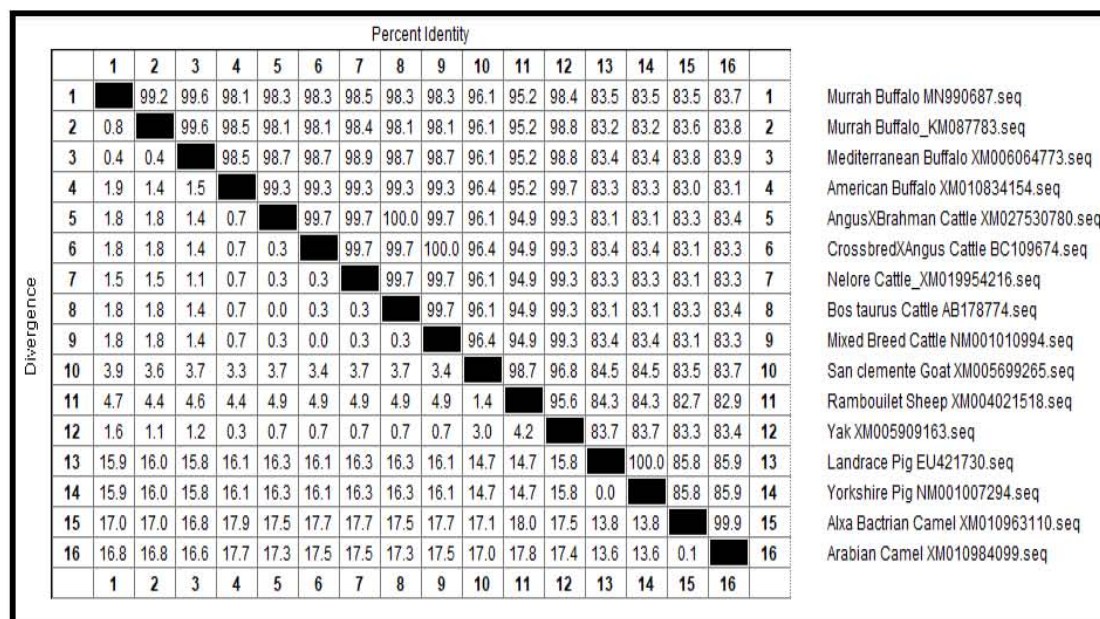 Percent Identity
1 2 3 4 5 6 7 8 9 10 11 12 13 14 15 16
1 99.2 99.6 98.1 98.3 98.3 98.5 98.3 98.3 96.1 95.2 98.4 83.5 83.5 83.5 83.7 1 Murrah Buffalo MN990687.seq
2 0.8 99.6 98.5 98.1 98.1 98.4 98.1 98.1 96.1 95.2 98.8 83.2 83.2 83.6 83.8 2 Murrah Buffalo_KM087783.seq
3 0.4 0.4 98.5 98.7 98.7 98.9 98.7 98.7 96.1 95.2 98.8 83.4 83.4 83.8 83.9 3 Mediterranean Buffalo XM006064773.seq
4 1.9 1.4 1.5 99.3 99.3 99.3 99.3 99.3 96.4 95.2 99.7 83.3 83.3 83.0 83.1 4 American Buffalo XM010834154.seq
5 1.8 1.8 1.4 0.7 99.7 99.7 100.0 99.7 96.1 94.9 99.3 83.1 83.1 83.3 83.4 5 AngusXBrahman Cattle XM027530780.seq
6 1.8 1.8 1.4 0.7 0.3 99.7 99.7 100.0 96.4 94.9 99.3 83.4 83.4 83.1 83.3 6 CrossbredXAngus Cattle BC109674.seq
7 1.5 1.5 1.1 0.7 0.3 0.3 99.7 99.7 96.1 94.9 99.3 83.3 83.3 83.1 83.3 7 Nelore Cattle_XM019954216.seq
8 1.8 1.8 1.4 0.7 0.0 0.3 0.3 99.7 96.1 94.9 99.3 83.1 83.1 83.3 83.4 8 Bos taurus Cattle AB178774.seq
9 1.8 1.8 1.4 0.7 0.3 0.0 0.3 0.3 96.4 94.9 99.3 83.4 83.4 83.1 83.3 9 Mixed Breed Cattle NM001010994.seq
10 3.9 3.6 3.7 3.3 3.7 3.4 3.7 3.7 3.4 98.7 96.8 84.5 84.5 83.5 83.7 10 San clemente Goat XM005699265.seq
11 4.7 4.4 4.6 4.4 4.9 4.9 4.9 4.9 4.9 1.4 95.6 84.3 84.3 82.7 82.9 11 Rambouilet Sheep XM004021518.seq
12 1.6 1.1 1.2 0.3 0.7 0.7 0.7 0.7 0.7 3.0 4.2 83.7 83.7 83.3 83.4 12 Yak XM005909163.seq
13 15.9 16.0 15.8 16.1 16.3 16.1 16.3 16.3 16.1 14.7 14.7 15.8 100.0 85.8 85.9 13 Landrace Pig EU421730.seq
14 15.9 16.0 15.8 16.1 16.3 16.1 16.3 16.3 16.1 14.7 14.7 15.8 0.0 85.8 85.9 14 Yorkshire Pig NM001007294.seq
15 17.0 17.0 16.8 17.9 17.5 17.7 17.7 17.5 17.7 17.1 18.0 17.5 13.8 13.8 99.9 15 Alxa Bactrian Camel XM010963110.seq
16 16.8 16.8 16.6 17.7 17.3 17.5 17.5 17.3 17.5 17.0 17.8 17.4 13.6 13.6 0.1 16 Arabian Camel XM010984099.seq
1 2 3 4 5 6 7 8 9 10 11 12 13 14 15 16
Divergence